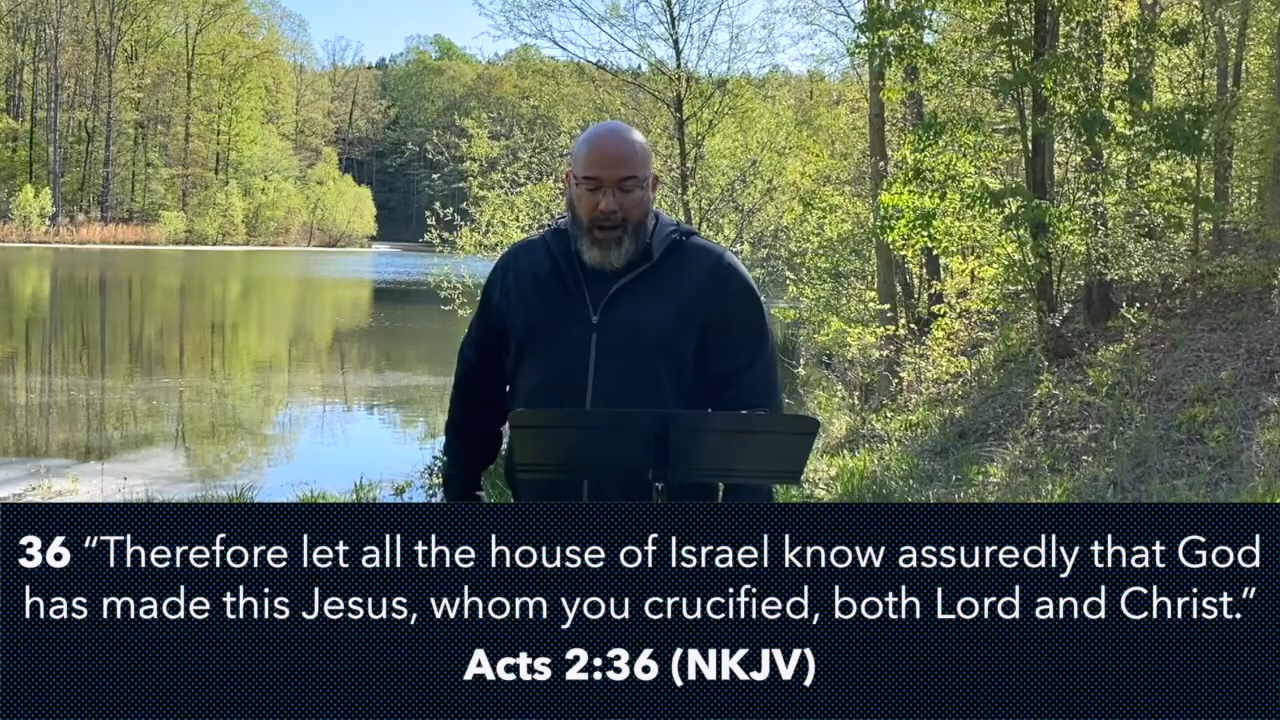 36 “Therefore let all the house of Israel know assuredly that God
has made this Jesus, whom you crucified, both Lord and Christ.”
Acts 2:36 (NKJV)